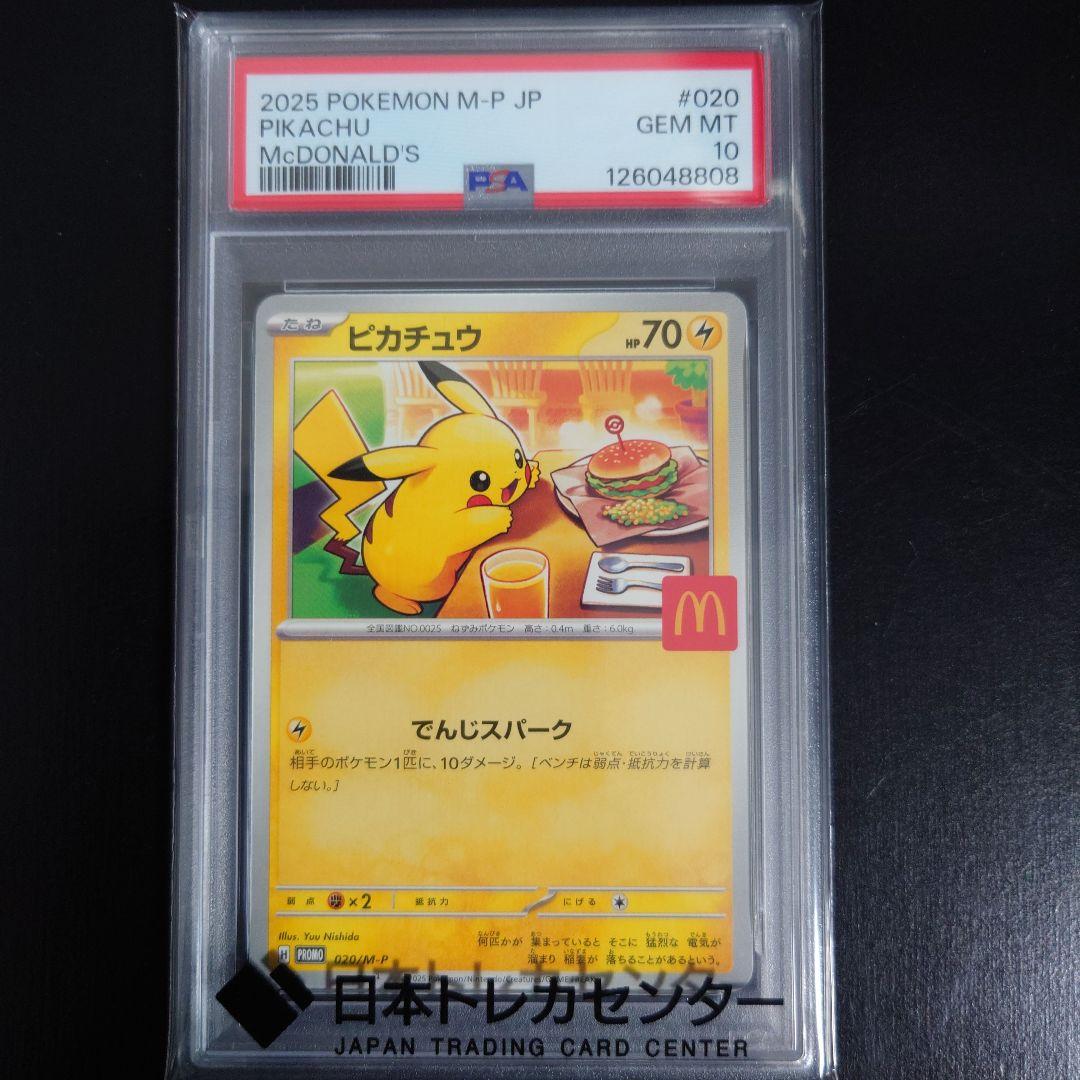 2025 POKEMON M-P JP #020
PIKACHU GEM MT
McDONALD'S 10
PSA 126048808
たね ピカチュウ HP70
全国図鑑NO.0025 ねずみポケモン 高さ:0.4m 重さ:6.0kg
M
でんじスパーク
相手のポケモン1匹に、10ダメージ。[ベンチは弱点・抵抗力を計算
しない。]
弱点 ×2 抵抗力 にげる
Illus. Yuu Nishida
何匹かが 集まっていると そこに 猛烈な 電気が
H PROMO 020/M-P
溜まり 稲妻が 落ちることがあるという。
日本トレカセンター
JAPAN TRADING CARD CENTER